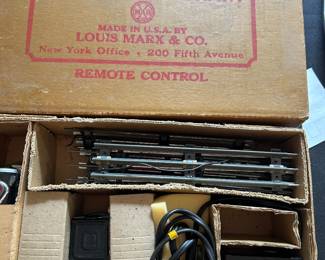 MADE IN U.S.A. BY
LOUIS MARX & CO.
New York Office - 200 Fifth Avenue
REMOTE CONTROL